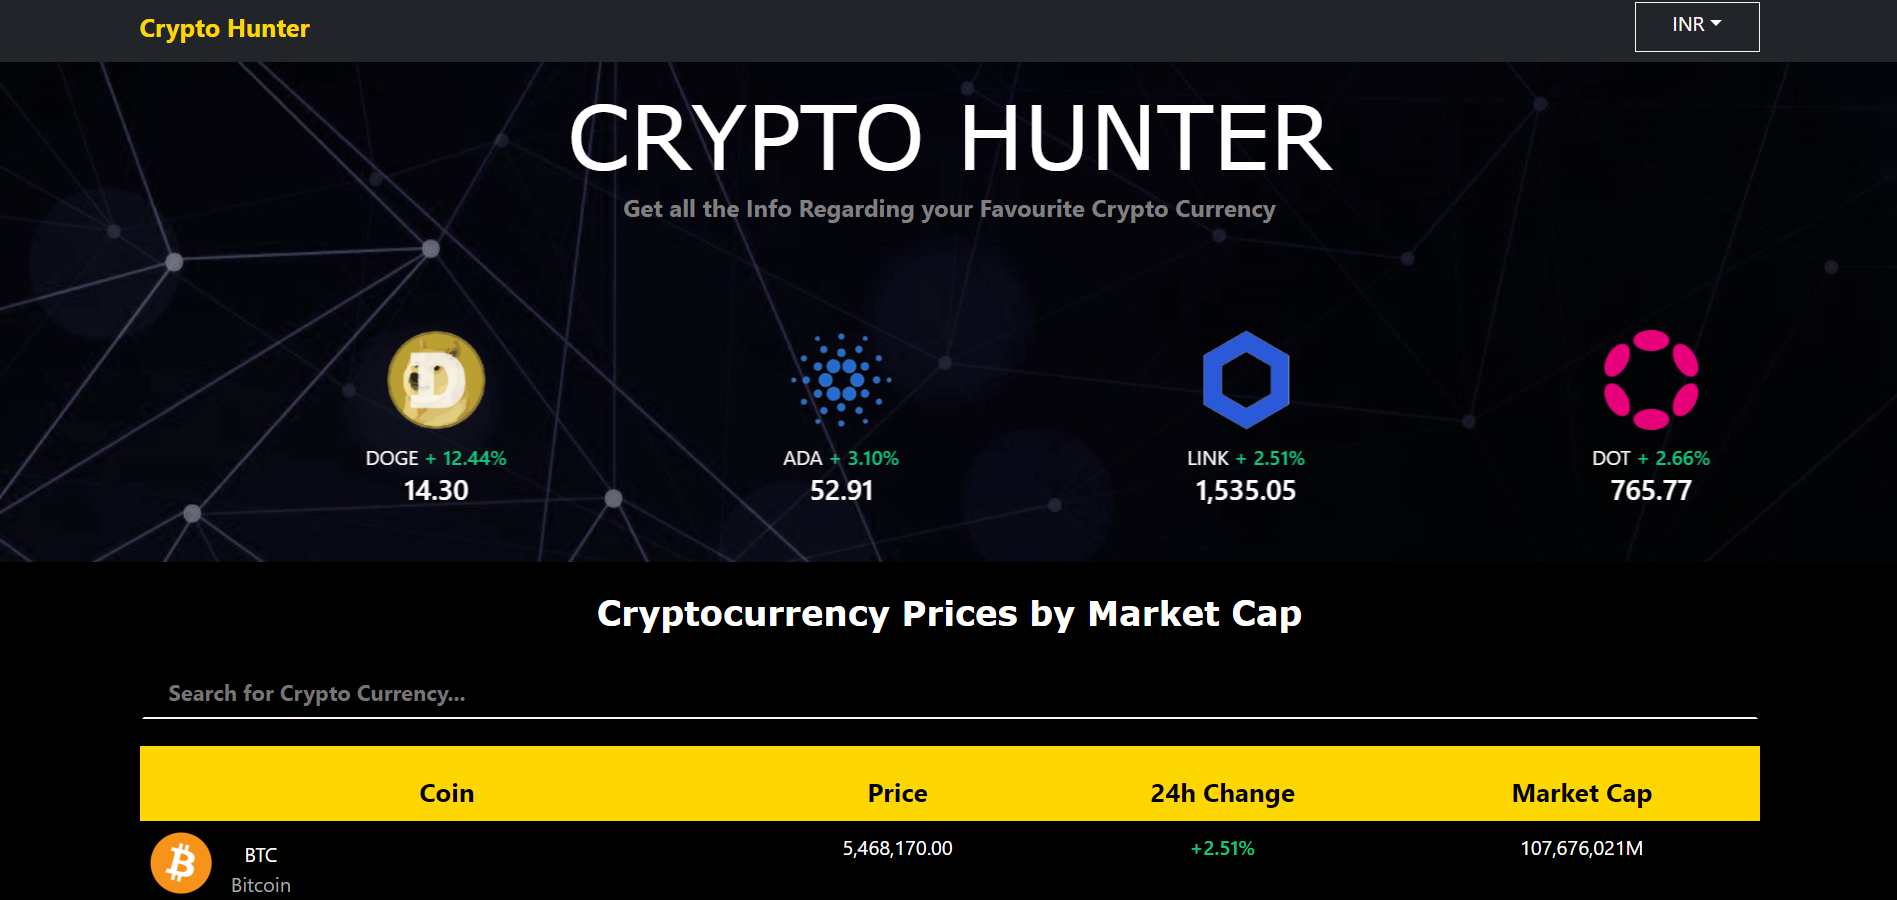 Crypto Hunter
INR
CRYPTO HUNTER
Get all the Info Regarding your Favourite Crypto Currency
DOGE + 12.44%
14.30
ADA + 3.10%
52.91
LINK + 2.51%
1,535.05
DOT + 2.66%
765.77
Cryptocurrency Prices by Market Cap
Search for Crypto Currency...
Coin Price 24h Change Market Cap
BTC 5,468,170.00 +2.51% 107,676,021M
Bitcoin